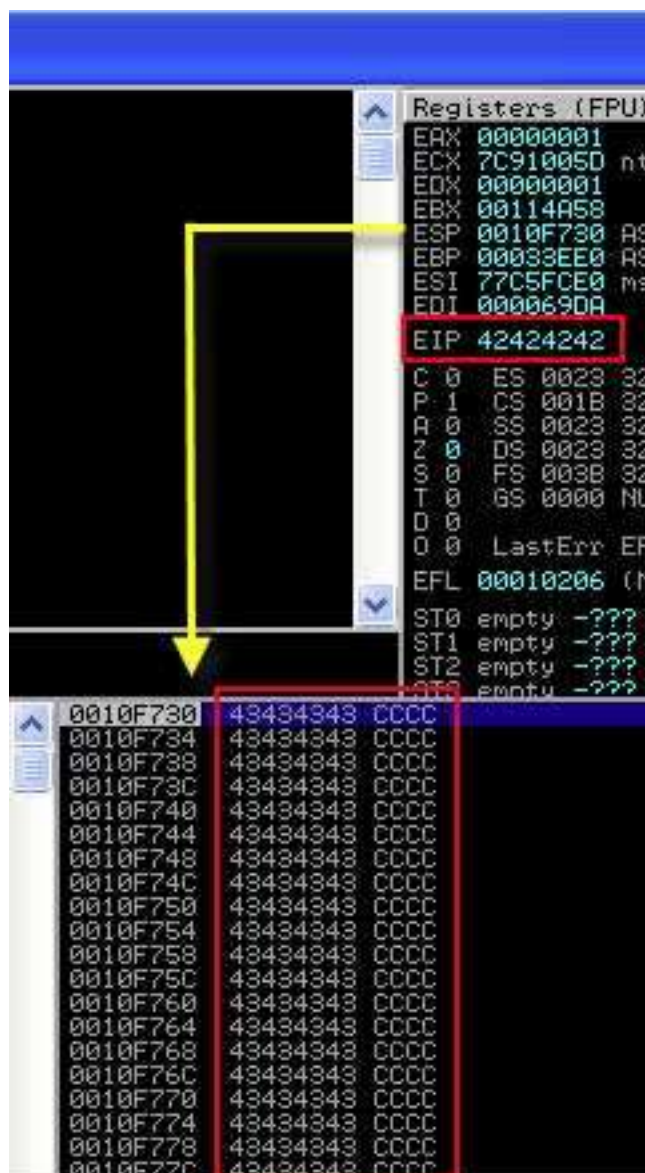 Registers (FPU)
EAX 00000001
ECX 7C91005D nt
EDX 00000001
EBX 00114A58
ESP 0010F730 AS
EBP 00033EE0 AS
ESI 77C5FCE0 ms
EDI 000069DA
EIP 42424242
C 0 ES 0023 32
P 1 CS 001B 32
A 0 SS 0023 32
Z 0 DS 0023 32
S 0 FS 003B 32
T 0 GS 0000 NU
D 0
O 0 LastErr ER
EFL 00010206 (N
ST0 empty -???
ST1 empty -???
ST2 empty -???
ST3 empty -???
0010F730 43434343 CCCC
0010F734 43434343 CCCC
0010F738 43434343 CCCC
0010F73C 43434343 CCCC
0010F740 43434343 CCCC
0010F744 43434343 CCCC
0010F748 43434343 CCCC
0010F74C 43434343 CCCC
0010F750 43434343 CCCC
0010F754 43434343 CCCC
0010F758 43434343 CCCC
0010F75C 43434343 CCCC
0010F760 43434343 CCCC
0010F764 43434343 CCCC
0010F768 43434343 CCCC
0010F76C 43434343 CCCC
0010F770 43434343 CCCC
0010F774 43434343 CCCC
0010F778 43434343 CCCC
0010F77C 43434343 CCCC